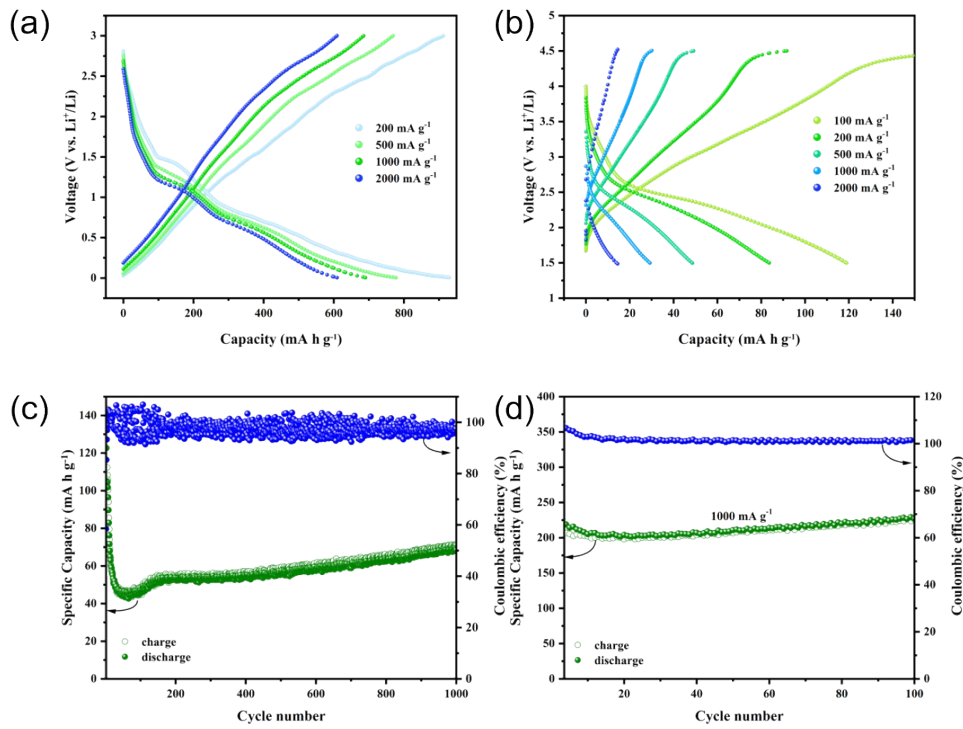 (a)
3
2.5
2
1.5
1
0.5
0
Voltage (V vs. Li⁺/Li)
200 mA g⁻¹
500 mA g⁻¹
1000 mA g⁻¹
2000 mA g⁻¹
0 200 400 600 800
Capacity (mA h g⁻¹)
(b)
5
4.5
4
3.5
3
2.5
2
1.5
1
Voltage (V vs. Li⁺/Li)
100 mA g⁻¹
200 mA g⁻¹
500 mA g⁻¹
1000 mA g⁻¹
2000 mA g⁻¹
0 20 40 60 80 100 120 140
Capacity (mA h g⁻¹)
(c)
140
120
100
80
60
40
20
0
Specific Capacity (mA h g⁻¹)
charge
discharge
100
80
60
40
20
0
Coulombic efficiency (%)
200 400 600 800 1000
Cycle number
(d)
400
350
300
250
200
150
100
50
0
Specific Capacity (mA h g⁻¹)
1000 mA g⁻¹
charge
discharge
120
100
80
60
40
20
0
Coulombic efficiency (%)
20 40 60 80 100
Cycle number